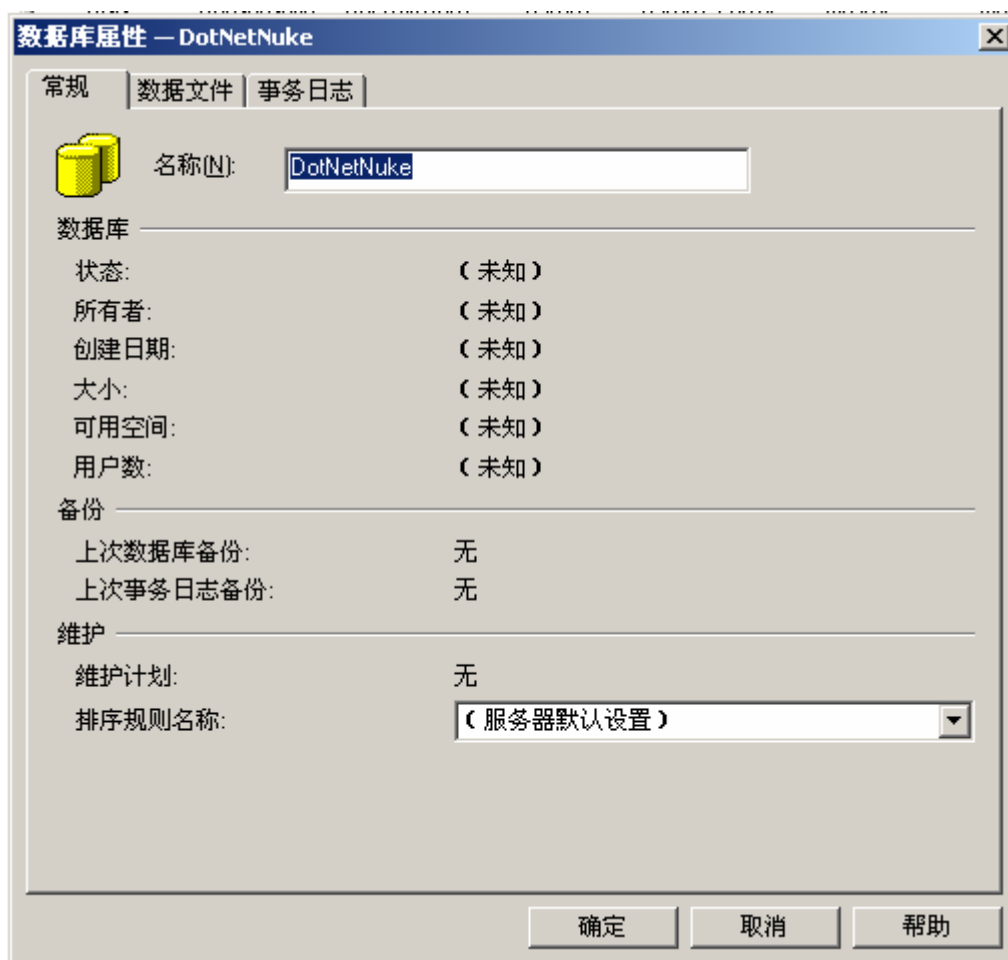 数据库属性 — DotNetNuke
常规 数据文件 事务日志
名称(N): DotNetNuke
数据库
状态: (未知)
所有者: (未知)
创建日期: (未知)
大小: (未知)
可用空间: (未知)
用户数: (未知)
备份
上次数据库备份: 无
上次事务日志备份: 无
维护
维护计划: 无
排序规则名称: (服务器默认设置)
确定 取消 帮助